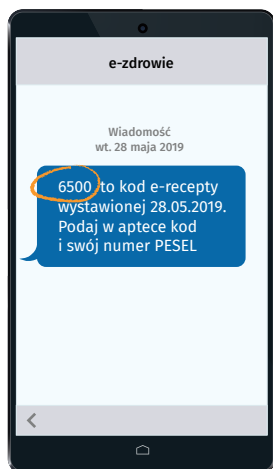 e-zdrowie
Wiadomość
wt. 28 maja 2019
6500 to kod e-recepty
wystawionej 28.05.2019.
Podaj w aptece kod
i swój numer PESEL